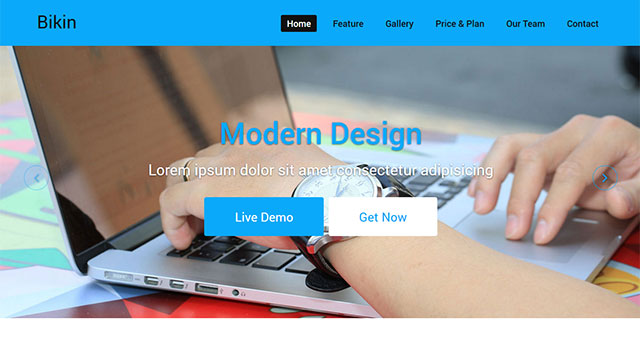 Bikin
Home Feature Gallery Price & Plan Our Team Contact
Modern Design
Lorem ipsum dolor sit amet consectetur adipisicing
Live Demo Get Now